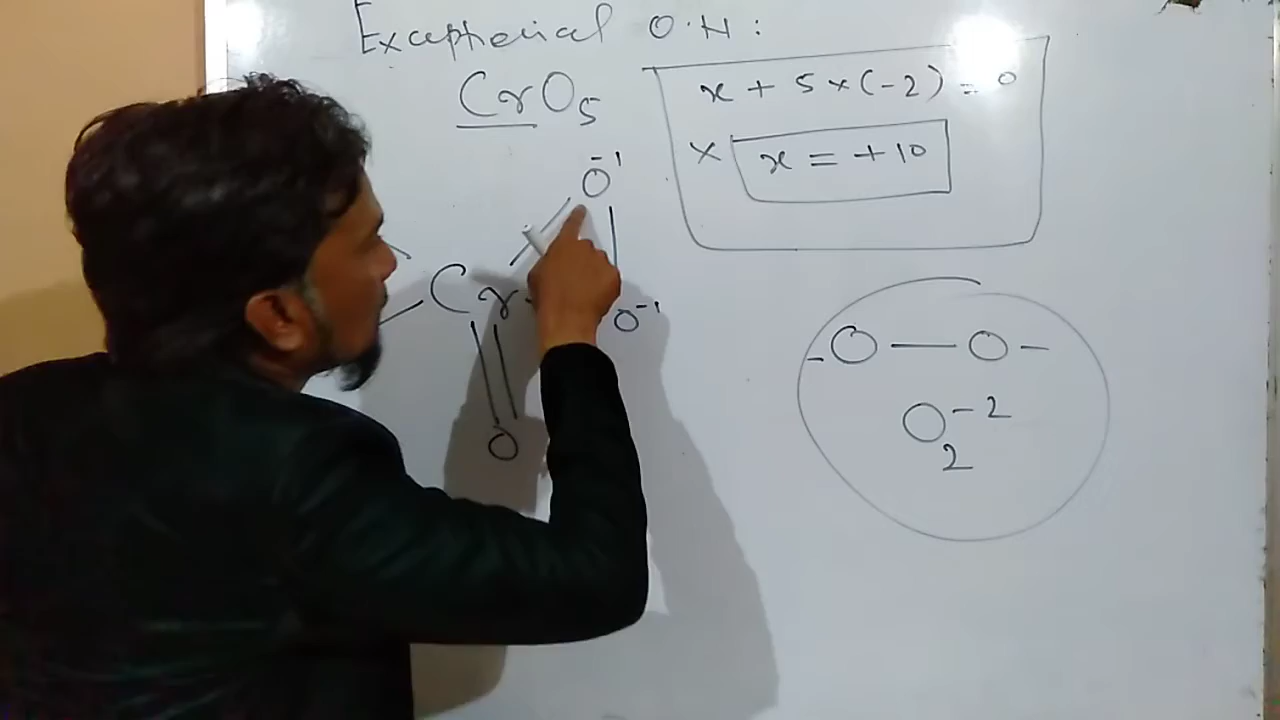 Exceptional O.N:
CrO5
x + 5 × (-2) = 0
× x = +10
O-1
Cr
O-1
O
-O — O-
O2-2